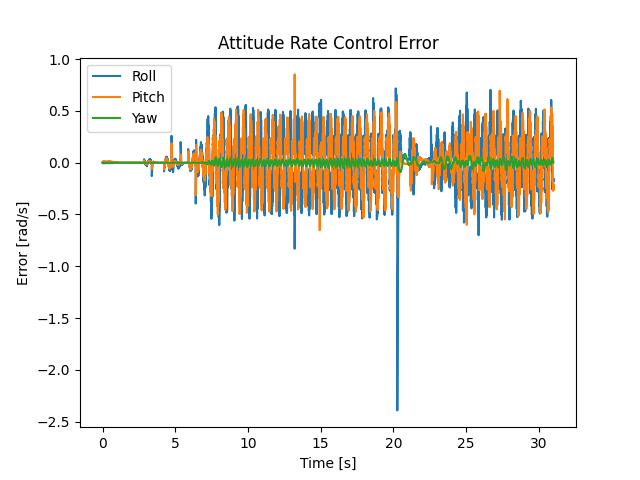 Attitude Rate Control Error
Roll
Pitch
Yaw
1.0
0.5
0.0
−0.5
−1.0
−1.5
−2.0
−2.5
Error [rad/s]
0 5 10 15 20 25 30
Time [s]